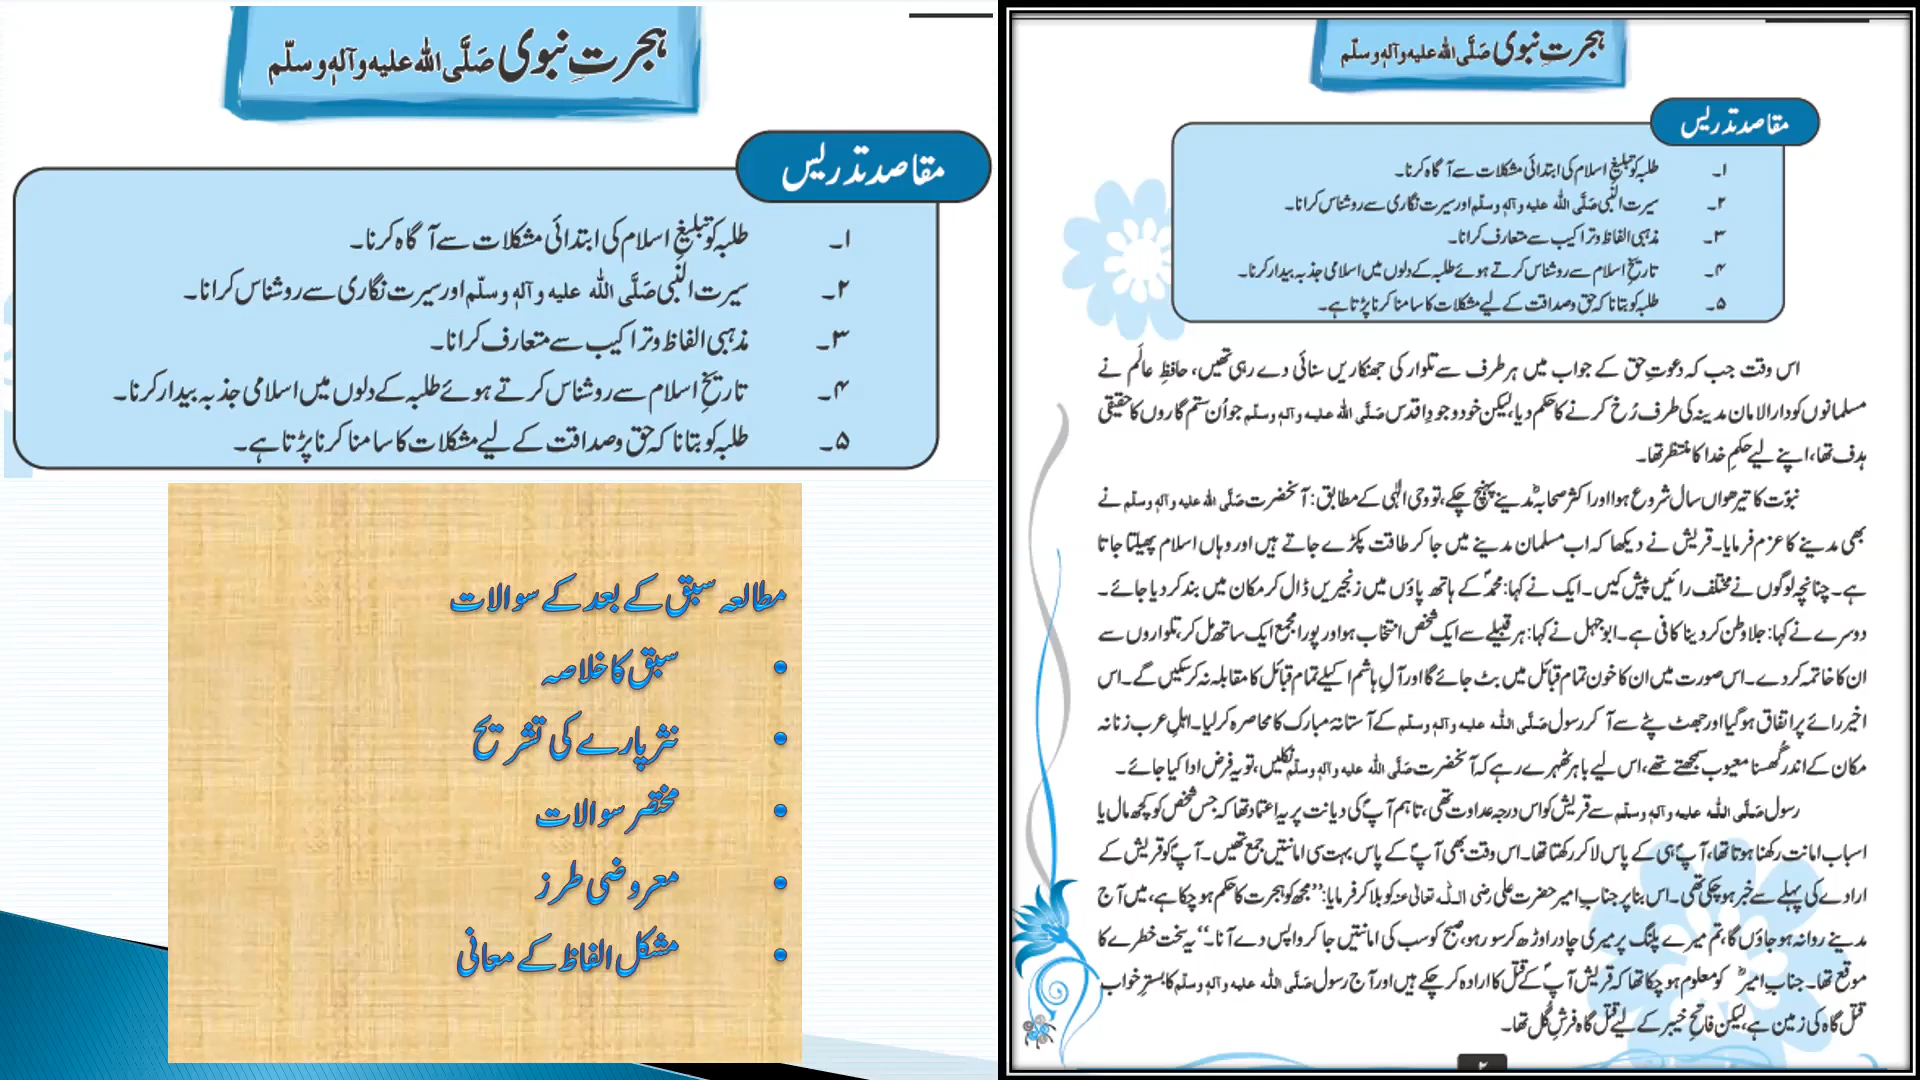 ہجرتِ نبوی صَلَّی اللہ علیہ وآلہٖ وسلّم
مقاصد تدریس
۱۔ طلبہ کو تبلیغِ اسلام کی ابتدائی مشکلات سے آگاہ کرنا۔
۲۔ سیرت النّبی صَلَّی اللہ علیہ وآلہٖ وسلّم اور سیرت نگاری سے روشناس کرانا۔
۳۔ مذہبی الفاظ و تراکیب سے متعارف کرانا۔
۴۔ تاریخِ اسلام سے روشناس کرتے ہوئے طلبہ کے دلوں میں اسلامی جذبہ بیدار کرنا۔
۵۔ طلبہ کو بتانا کہ حق و صداقت کے لیے مشکلات کا سامنا کرنا پڑتا ہے۔
مطالعہ سبق کے بعد کے سوالات
• سبق کا خلاصہ
• نثر پارے کی تشریح
• مختصر سوالات
• معروضی طرز
• مشکل الفاظ کے معانی
ہجرتِ نبوی صَلَّی اللہ علیہ وآلہٖ وسلّم
مقاصد تدریس
۱۔ طلبہ کو تبلیغِ اسلام کی ابتدائی مشکلات سے آگاہ کرنا۔
۲۔ سیرت النّبی صَلَّی اللہ علیہ وآلہٖ وسلّم اور سیرت نگاری سے روشناس کرانا۔
۳۔ مذہبی الفاظ و تراکیب سے متعارف کرانا۔
۴۔ تاریخِ اسلام سے روشناس کرتے ہوئے طلبہ کے دلوں میں اسلامی جذبہ بیدار کرنا۔
۵۔ طلبہ کو بتانا کہ حق و صداقت کے لیے مشکلات کا سامنا کرنا پڑتا ہے۔
اس وقت جب کہ دعوتِ حق کے جواب میں ہر طرف سے تلوار کی جھنکاریں سنائی دے رہی تھیں، حافظِ عالَم نے
مسلمانوں کو دارالامان مدینہ کی طرف رُخ کرنے کا حکم دیا، لیکن خود وجودِ اقدس صَلَّی اللہ علیہ وآلہٖ وسلّم جو اُن ستم گاروں کا حقیقی
ہدف تھا، اپنے لیے حکمِ خدا کا منتظر تھا۔
نبوّت کا تیرھواں سال شروع ہوا اور اکثر صحابہؓ مدینے پہنچ چکے، تو وحی الٰہی کے مطابق: آنحضرت صَلَّی اللہ علیہ وآلہٖ وسلّم نے
بھی مدینے کا عزم فرمایا۔ قریش نے دیکھا کہ اب مسلمان مدینے میں جا کر طاقت پکڑے جاتے ہیں اور وہاں اسلام پھیلتا جاتا
ہے۔ چنانچہ لوگوں نے مختلف رائیں پیش کیں۔ ایک نے کہا: محمدؐ کے ہاتھ پاؤں میں زنجیریں ڈال کر مکان میں بند کر دیا جائے۔
دوسرے نے کہا: جلا وطن کر دینا کافی ہے۔ ابوجہل نے کہا: ہر قبیلے سے ایک شخص انتخاب ہو اور پورا مجمع ایک ساتھ مل کر، تلواروں سے
ان کا خاتمہ کر دے۔ اس صورت میں ان کا خون تمام قبائل میں بٹ جائے گا اور آلِ ہاشم اکیلے تمام قبائل کا مقابلہ نہ کر سکیں گے۔ اس
اخیر رائے پر اتفاق ہو گیا اور جھٹ پٹے سے آ کر رسول صَلَّی اللہ علیہ وآلہٖ وسلّم کے آستانہ مبارک کا محاصرہ کر لیا۔ اہلِ عرب زنانہ
مکان کے اندر گُھسنا معیوب سمجھتے تھے، اس لیے باہر ٹھہرے رہے کہ آنحضرت صَلَّی اللہ علیہ وآلہٖ وسلّم نکلیں، تو یہ فرض ادا کیا جائے۔
رسول صَلَّی اللہ علیہ وآلہٖ وسلّم سے قریش کو اس درجہ عداوت تھی، تاہم آپؐ کی دیانت پر یہ اعتماد تھا کہ جس شخص کو کچھ مال یا
اسباب امانت رکھنا ہوتا تھا، آپؐ ہی کے پاس لا کر رکھتا تھا۔ اس وقت بھی آپؐ کے پاس بہت سی امانتیں جمع تھیں۔ آپؐ کو قریش کے
ارادے کی پہلے سے خبر ہو چکی تھی۔ اس بنا پر جنابِ امیر حضرت علی رضی اللہ تعالیٰ عنہ کو بلا کر فرمایا: ’’مجھ کو ہجرت کا حکم ہو چکا ہے، میں آج
مدینے روانہ ہو جاؤں گا، تم میرے پلنگ پر میری چادر اوڑھ کر سو رہو، صبح کو سب کی امانتیں جا کر واپس دے آنا۔‘‘ یہ سخت خطرے کا
موقع تھا۔ جنابِ امیرؓ کو معلوم ہو چکا تھا کہ قریش آپؐ کے قتل کا ارادہ کر چکے ہیں اور آج رسول صَلَّی اللہ علیہ وآلہٖ وسلّم کا بسترِ خواب
قتل گاہ کی زمین ہے، لیکن فاتحِ خیبر کے لیے قتل گاہ فرشِ گُل تھا۔
۲